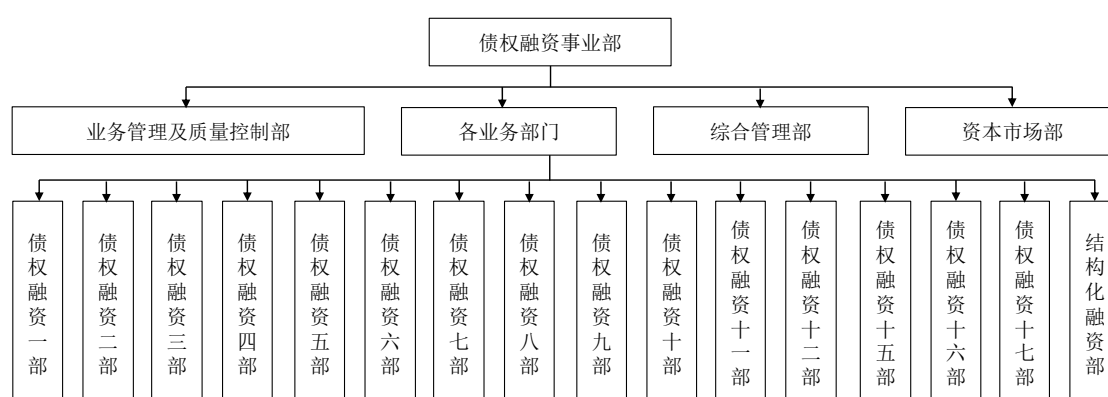 债权融资事业部
业务管理及质量控制部
各业务部门
综合管理部
资本市场部
债权融资一部
债权融资二部
债权融资三部
债权融资四部
债权融资五部
债权融资六部
债权融资七部
债权融资八部
债权融资九部
债权融资十部
债权融资十一部
债权融资十二部
债权融资十五部
债权融资十六部
债权融资十七部
结构化融资部